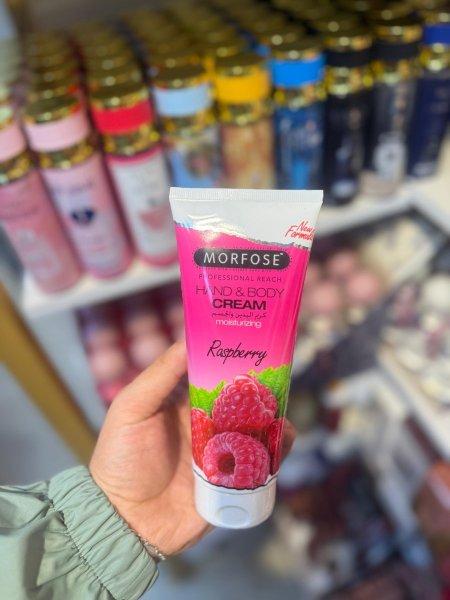 New
Formula
MORFOSE
PROFESSIONAL REACH
HAND & BODY
CREAM
كريم اليدين والجسم
moisturizing
Raspberry